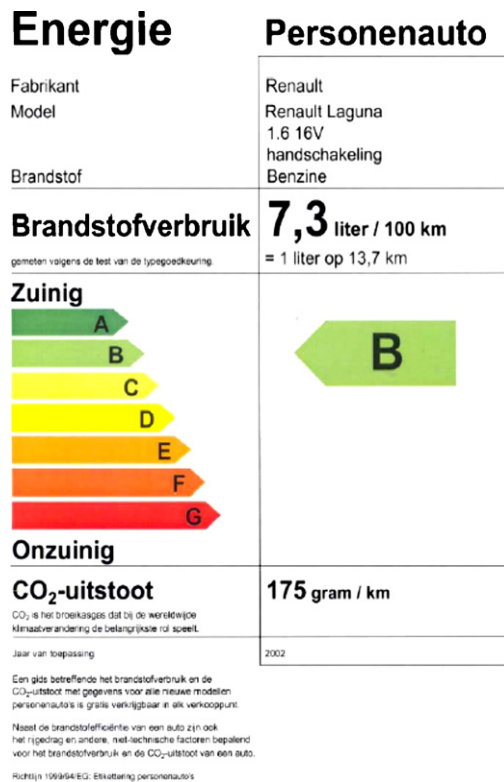 Energie
Personenauto
Fabrikant
Renault
Model
Renault Laguna
1.6 16V
handschakeling
Brandstof
Benzine
Brandstofverbruik
7,3 liter / 100 km
gemeten volgens de test van de typegoedkeuring.
= 1 liter op 13,7 km
Zuinig
A
B
B
C
D
E
F
G
Onzuinig
CO₂-uitstoot
175 gram / km
CO₂ is het broeikasgas dat bij de wereldwijde
klimaatverandering de belangrijkste rol speelt.
Jaar van toepassing
2002
Een gids betreffende het brandstofverbruik en de
CO₂-uitstoot met gegevens voor alle nieuwe modellen
personenauto's is gratis verkrijgbaar in elk verkooppunt.
Naast de brandstofefficiëntie van een auto zijn ook
het rijgedrag en andere, niet-technische factoren bepalend
voor het brandstofverbruik en de CO₂-uitstoot van een auto.
Richtlijn 1999/94/EG: Etikettering personenauto's